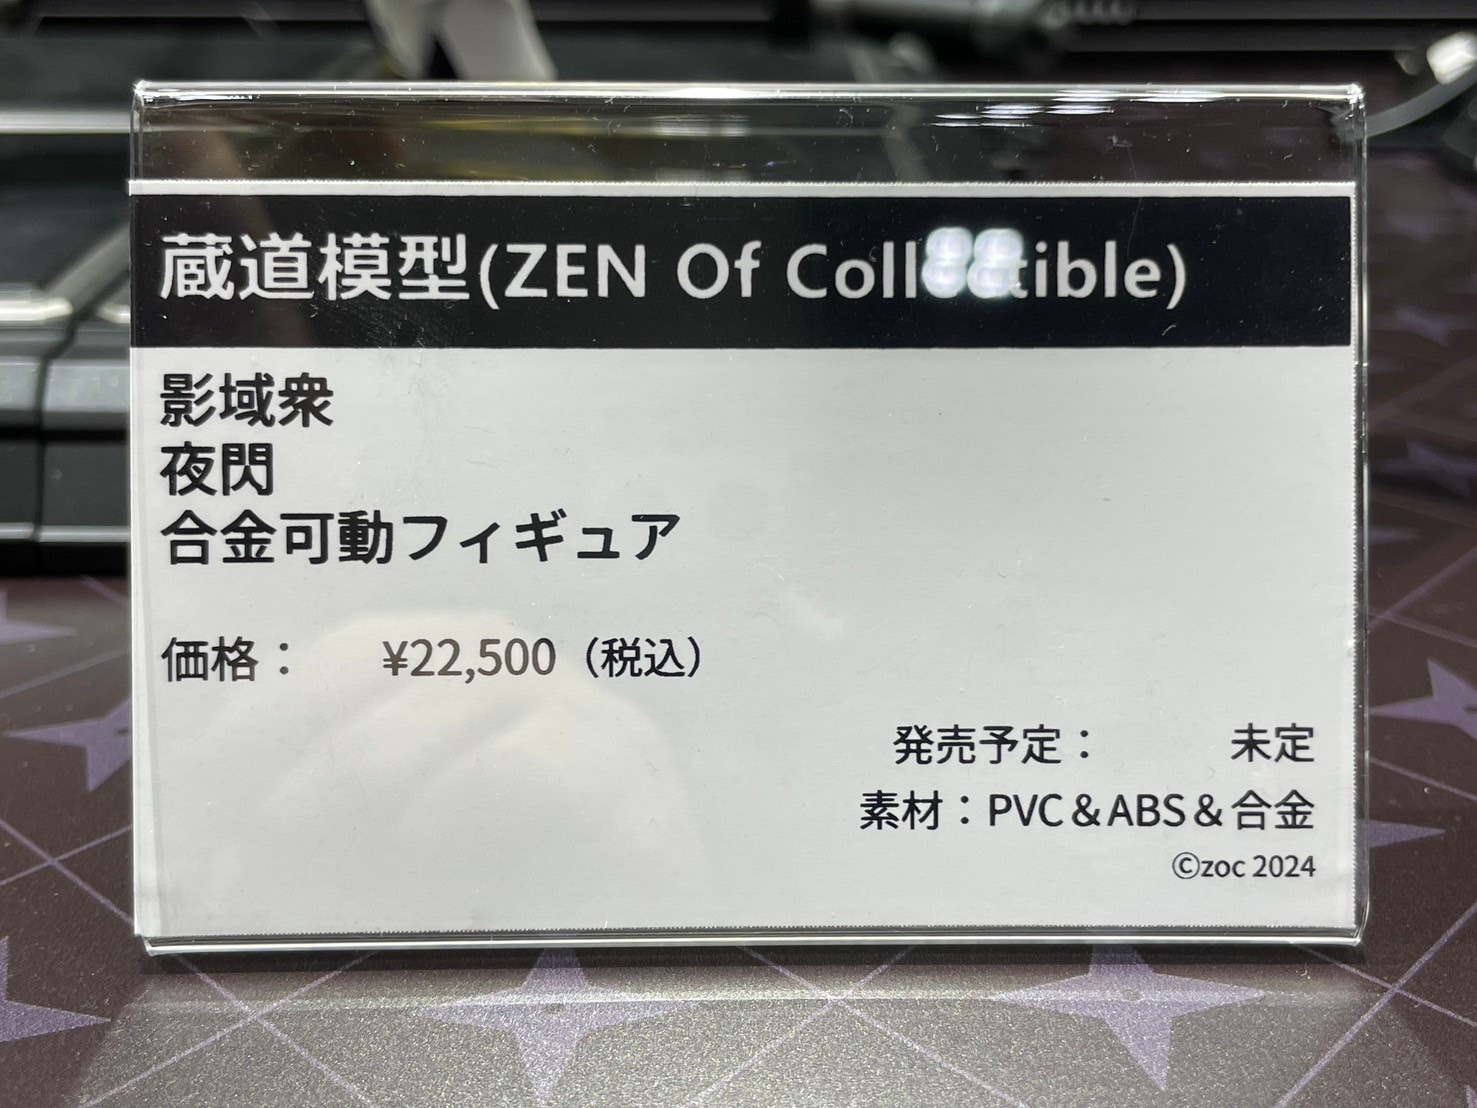 蔵道模型(ZEN Of Collectible)
影域衆
夜閃
合金可動フィギュア
価格： ¥22,500（税込）
発売予定： 未定
素材：PVC＆ABS＆合金
©zoc 2024